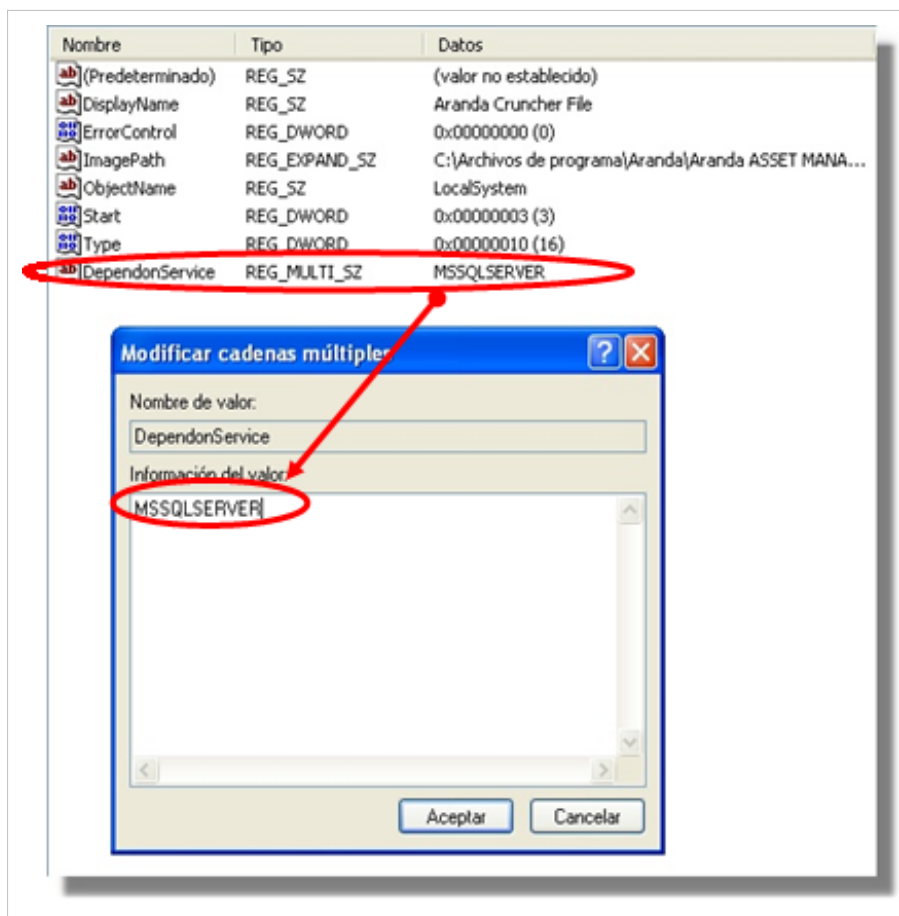 Nombre Tipo Datos
(Predeterminado) REG_SZ (valor no establecido)
DisplayName REG_SZ Aranda Cruncher File
ErrorControl REG_DWORD 0x00000000 (0)
ImagePath REG_EXPAND_SZ C:\Archivos de programa\Aranda\Aranda ASSET MANA...
ObjectName REG_SZ LocalSystem
Start REG_DWORD 0x00000003 (3)
Type REG_DWORD 0x00000010 (16)
DependonService REG_MULTI_SZ MSSQLSERVER
Modificar cadenas múltiples
Nombre de valor:
DependonService
Información del valor:
MSSQLSERVER
Aceptar Cancelar